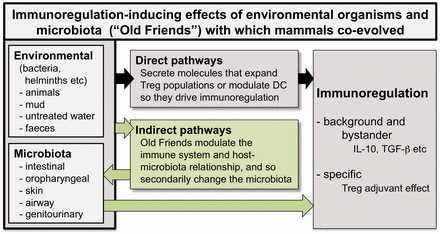 Immunoregulation-inducing effects of environmental organisms and
microbiota (“Old Friends”) with which mammals co-evolved
Environmental
(bacteria,
helminths etc)
- animals
- mud
- untreated water
- faeces
Direct pathways
Secrete molecules that expand
Treg populations or modulate DC
so they drive immunoregulation
Indirect pathways
Old Friends modulate the
immune system and host-
microbiota relationship, and so
secondarily change the microbiota
Microbiota
- intestinal
- oropharyngeal
- skin
- airway
- genitourinary
Immunoregulation
- background and
bystander
IL-10, TGF-β etc
- specific
Treg adjuvant effect